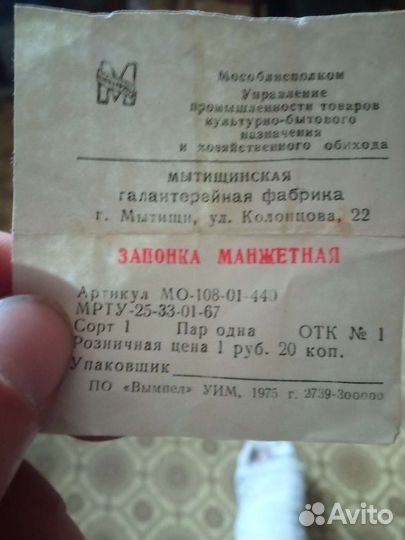 М
Мособлисполком
Управление
промышленности товаров
культурно-бытового
назначения
и хозяйственного обихода
МЫТИЩИНСКАЯ
галантерейная фабрика
г. Мытищи, ул. Колонцова, 22
ЗАПОНКА МАНЖЕТНАЯ
Артикул МО-108-01-440
МРТУ-25-33-01-67
Сорт 1 Пар одна ОТК № 1
Розничная цена 1 руб. 20 коп.
Упаковщик
ПО «Вымпел» УИМ, 1975 г. 2739-300000
Avito